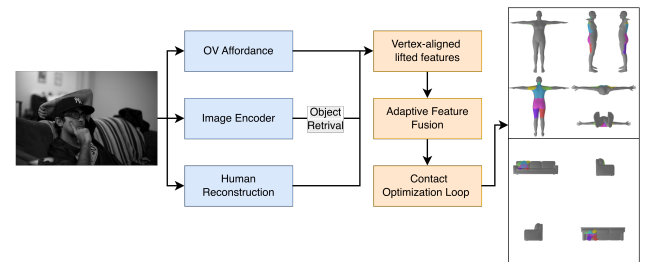 OV Affordance
Image Encoder
Object
Retrival
Human
Reconstruction
Vertex-aligned
lifted features
Adaptive Feature
Fusion
Contact
Optimization Loop